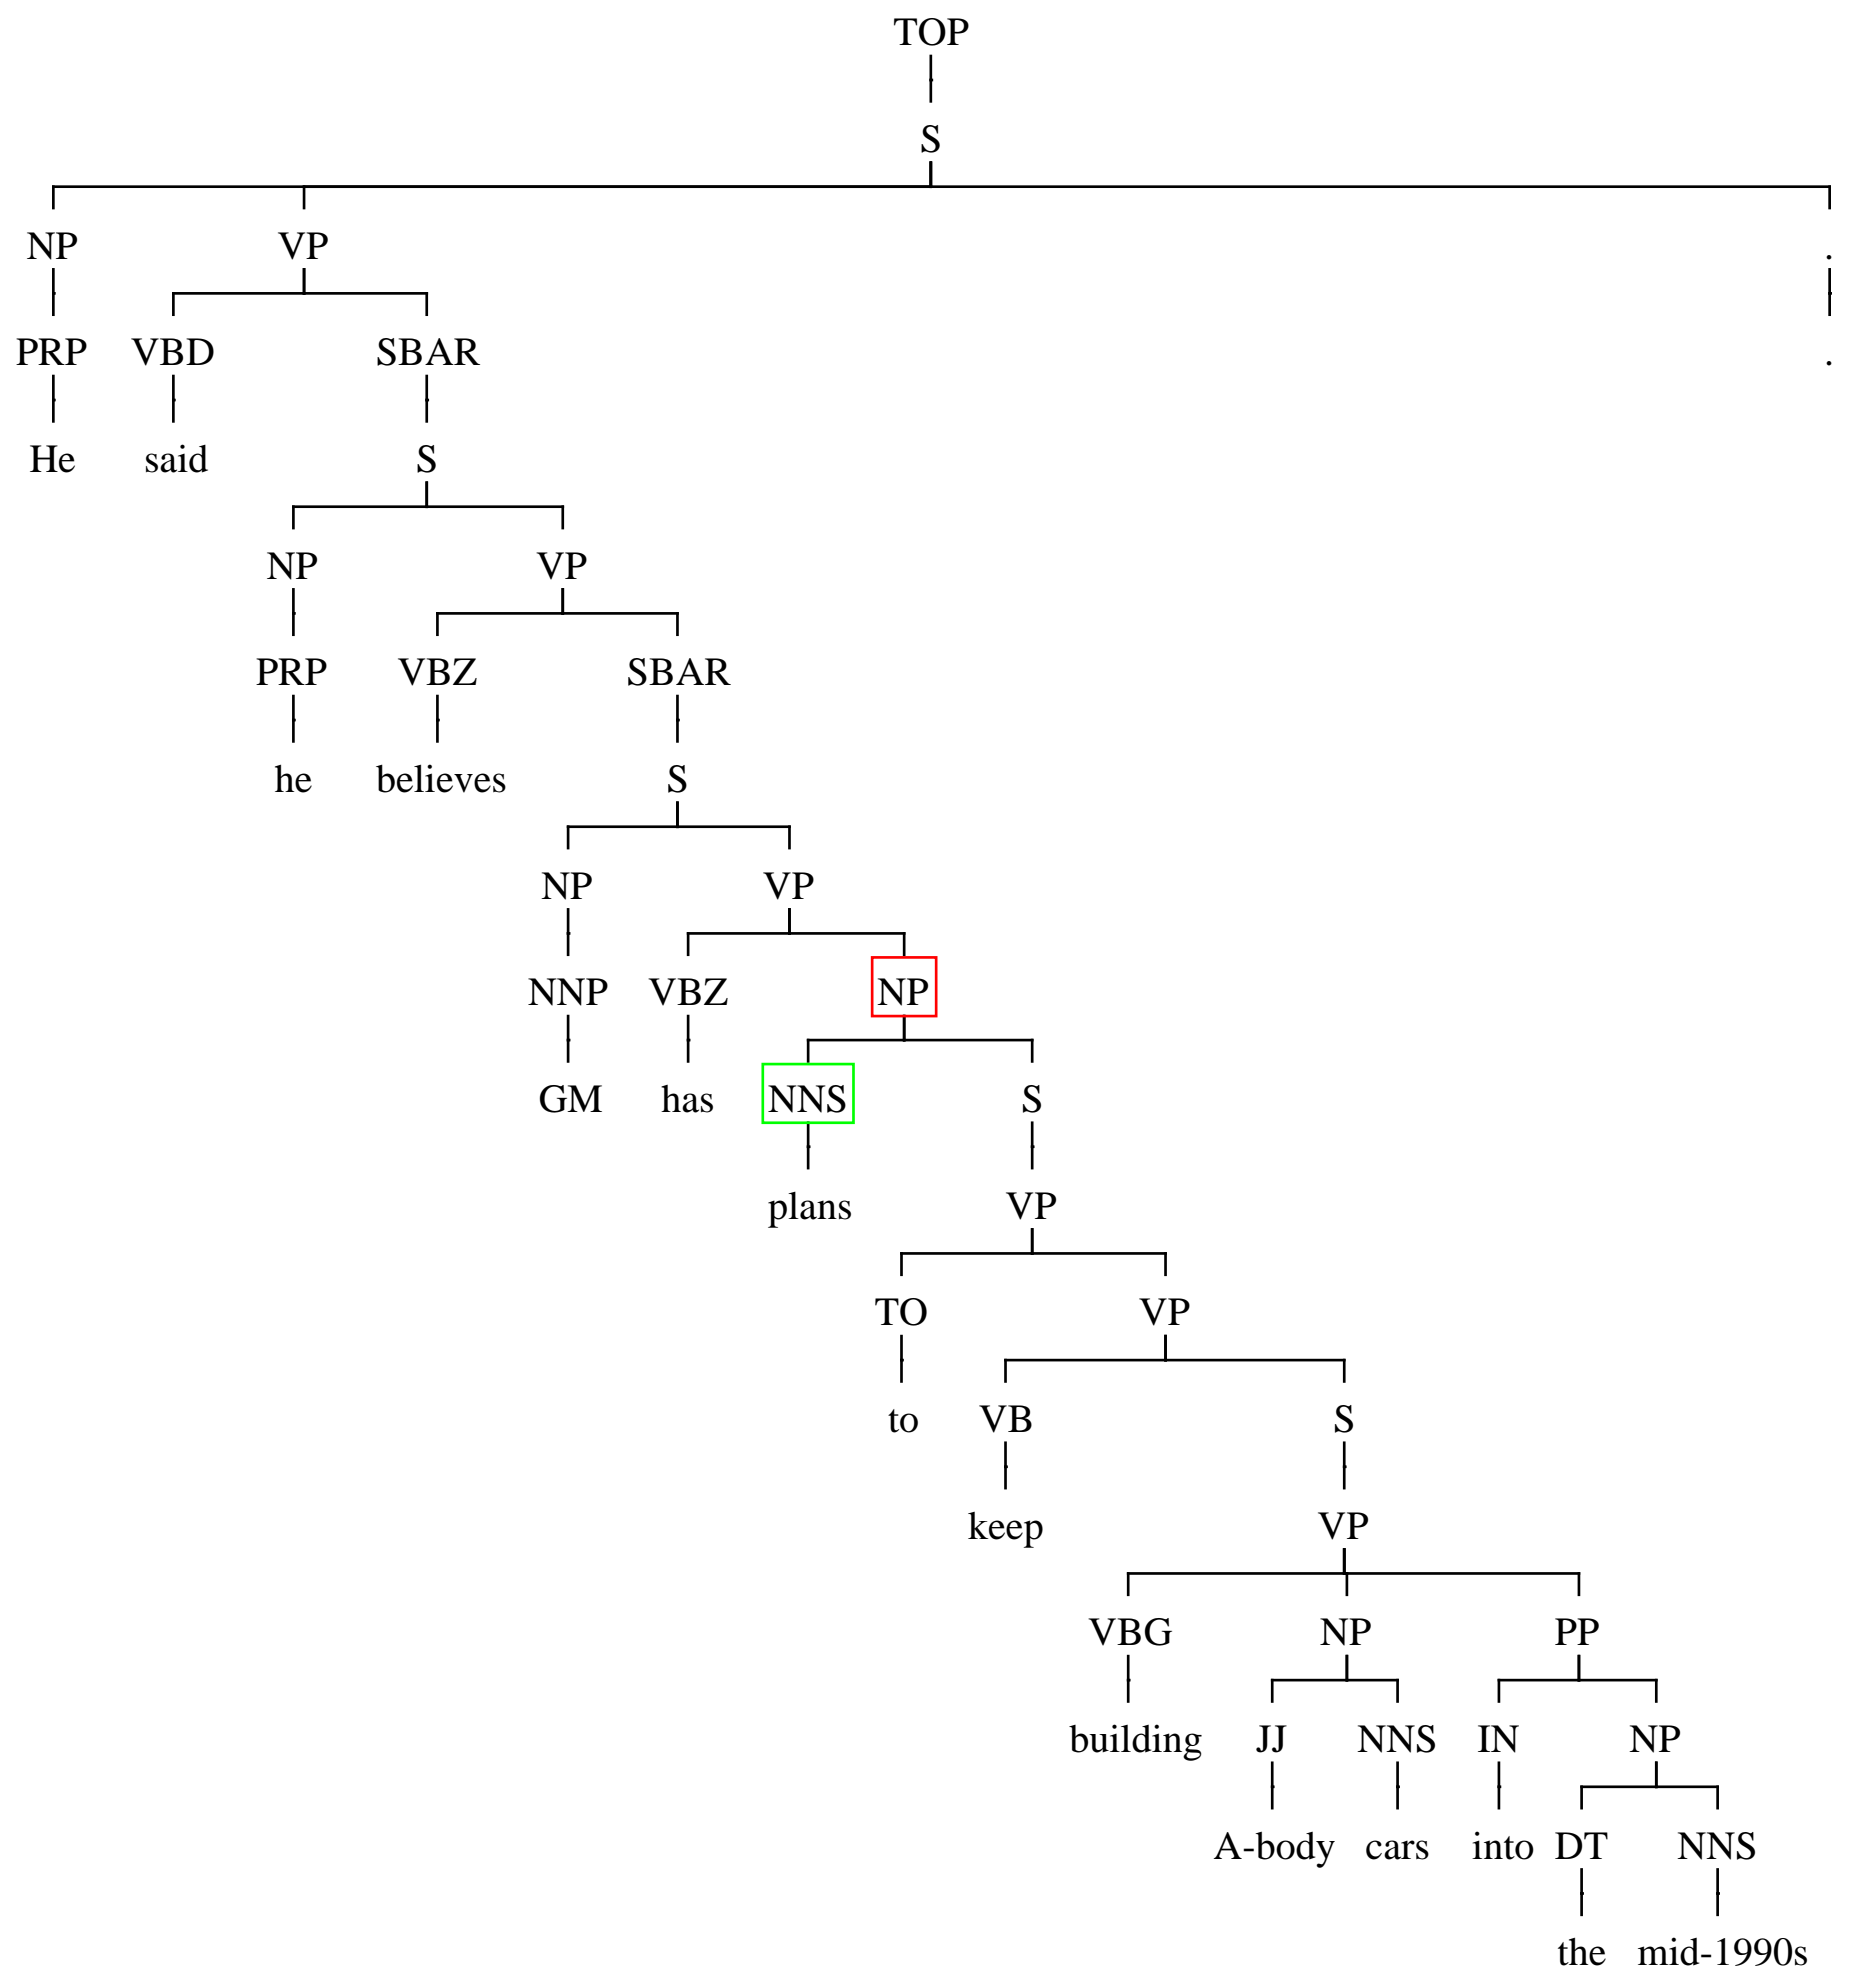 TOP
S
NP VP .
PRP VBD SBAR .
He said S
NP VP
PRP VBZ SBAR
he believes S
NP VP
NNP VBZ NP
GM has NNS S
plans VP
TO VP
to VB S
keep VP
VBG NP PP
building JJ NNS IN NP
A-body cars into DT NNS
the mid-1990s